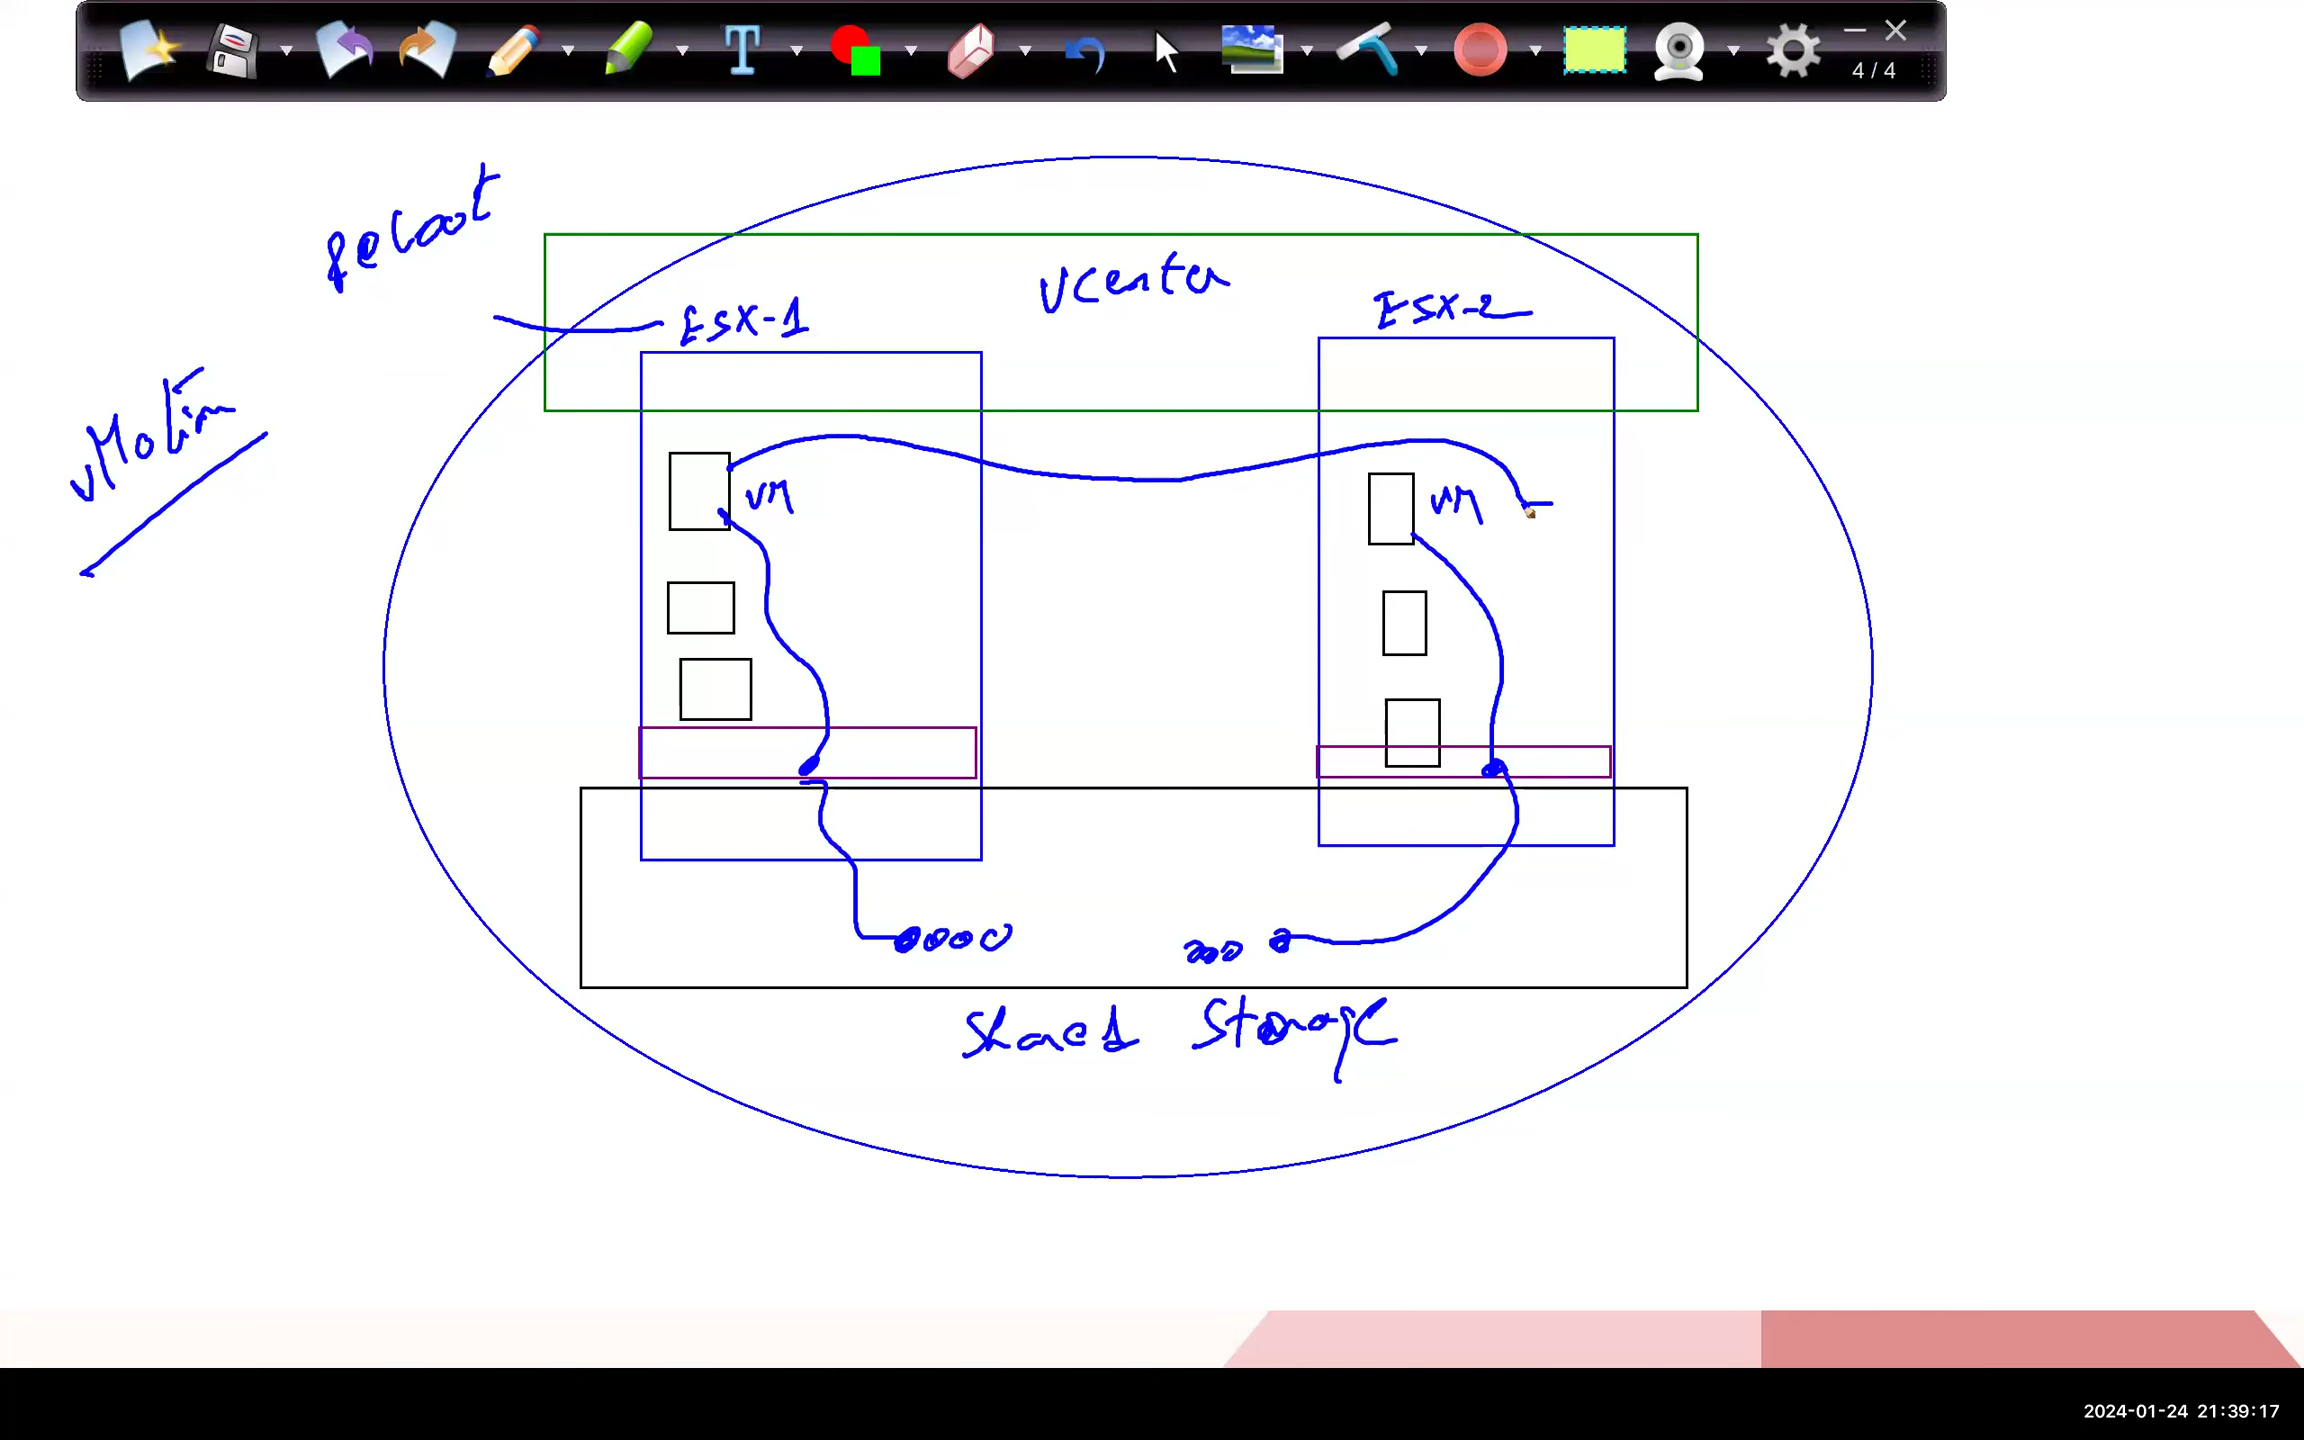 4 / 4
Reboot
vcenter
ESX-1
ESX-2
vMotion
VM
VM
Shared Storage
2024-01-24 21:39:17